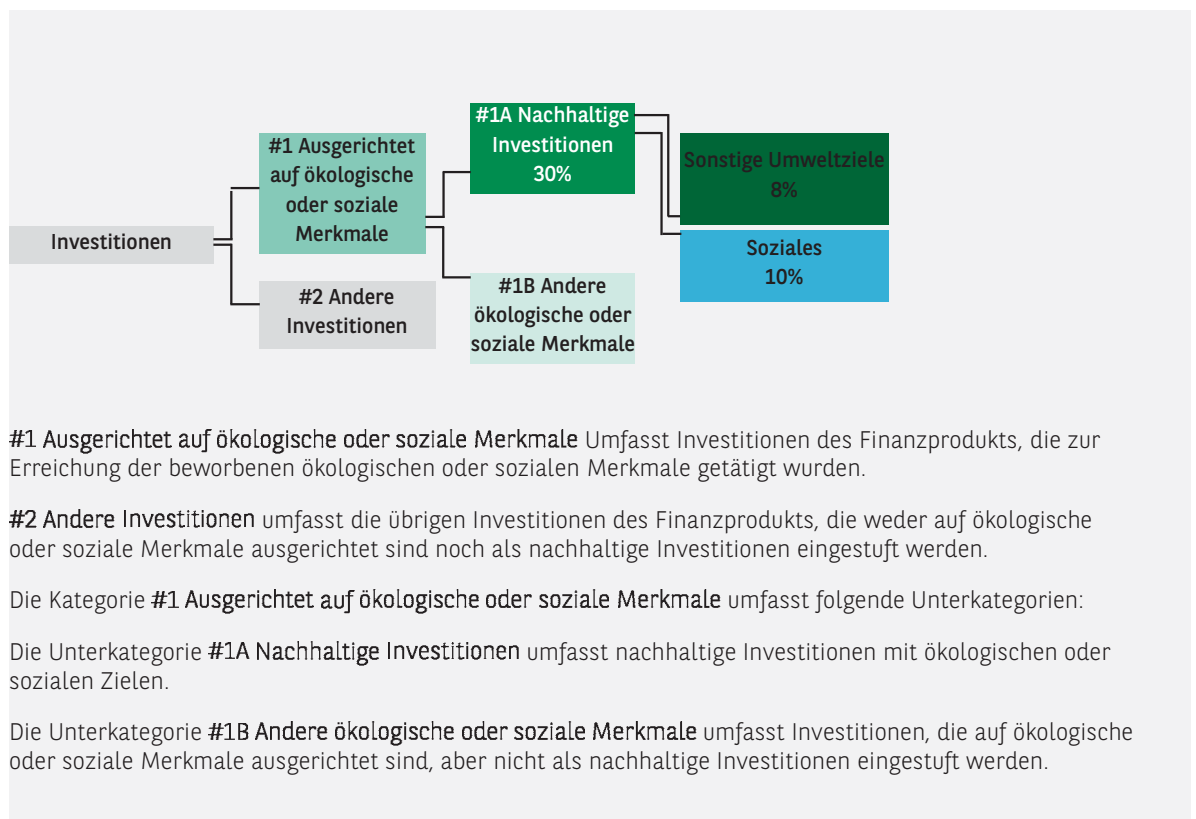 #1A Nachhaltige
Investitionen
30%
#1 Ausgerichtet
auf ökologische
oder soziale
Merkmale
Sonstige Umweltziele
8%
Investitionen
Soziales
10%
#2 Andere
Investitionen
#1B Andere
ökologische oder
soziale Merkmale
#1 Ausgerichtet auf ökologische oder soziale Merkmale Umfasst Investitionen des Finanzprodukts, die zur
Erreichung der beworbenen ökologischen oder sozialen Merkmale getätigt wurden.
#2 Andere Investitionen umfasst die übrigen Investitionen des Finanzprodukts, die weder auf ökologische
oder soziale Merkmale ausgerichtet sind noch als nachhaltige Investitionen eingestuft werden.
Die Kategorie #1 Ausgerichtet auf ökologische oder soziale Merkmale umfasst folgende Unterkategorien:
Die Unterkategorie #1A Nachhaltige Investitionen umfasst nachhaltige Investitionen mit ökologischen oder
sozialen Zielen.
Die Unterkategorie #1B Andere ökologische oder soziale Merkmale umfasst Investitionen, die auf ökologische
oder soziale Merkmale ausgerichtet sind, aber nicht als nachhaltige Investitionen eingestuft werden.